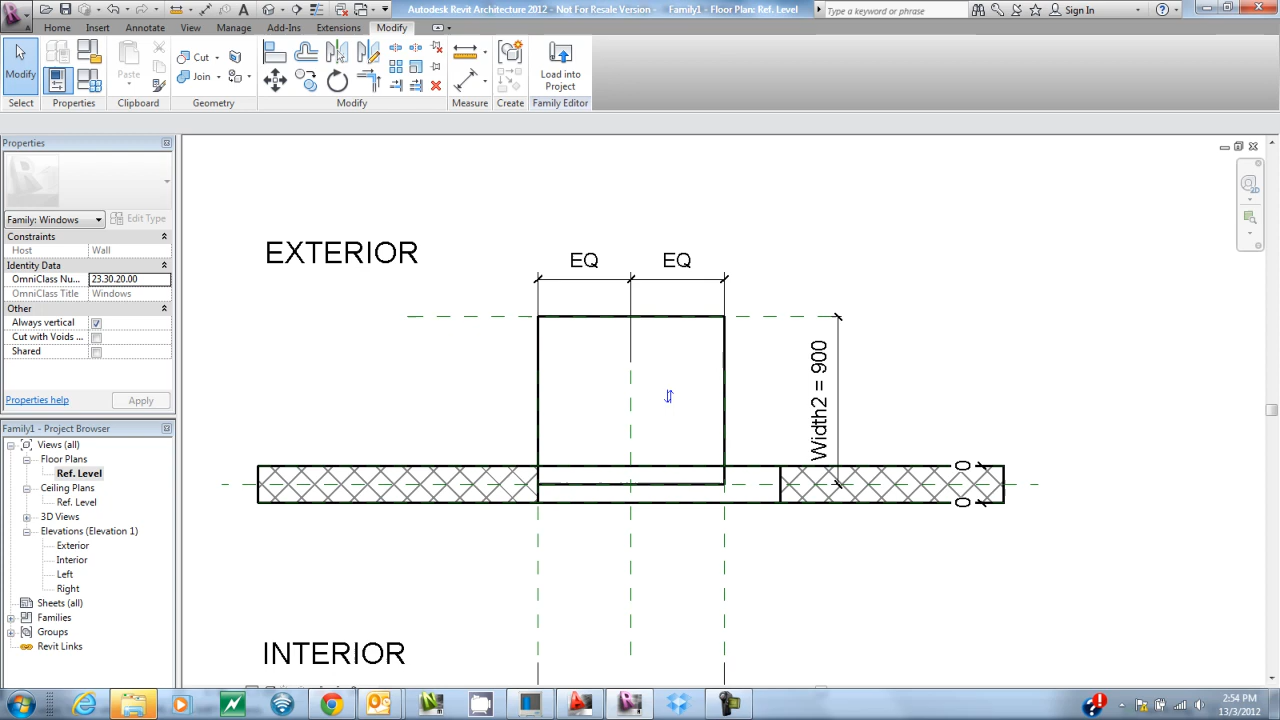 Autodesk Revit Architecture 2012 - Not For Resale Version - Family1 - Floor Plan: Ref. Level
Type a keyword or phrase
Sign In
Home Insert Annotate View Manage Add-Ins Extensions Modify
Modify
Paste
Cut
Join
Load into
Project
Select Properties Clipboard Geometry Modify Measure Create Family Editor
Properties
Family: Windows
Edit Type
Constraints
Host Wall
Identity Data
OmniClass Nu... 23.30.20.00
OmniClass Title Windows
Other
Always vertical
Cut with Voids ...
Shared
Properties help
Apply
Family1 - Project Browser
Views (all)
Floor Plans
Ref. Level
Ceiling Plans
Ref. Level
3D Views
Elevations (Elevation 1)
Exterior
Interior
Left
Right
Sheets (all)
Families
Groups
Revit Links
EXTERIOR
EQ EQ
Width2 = 900
0
0
INTERIOR
2:54 PM
13/3/2012